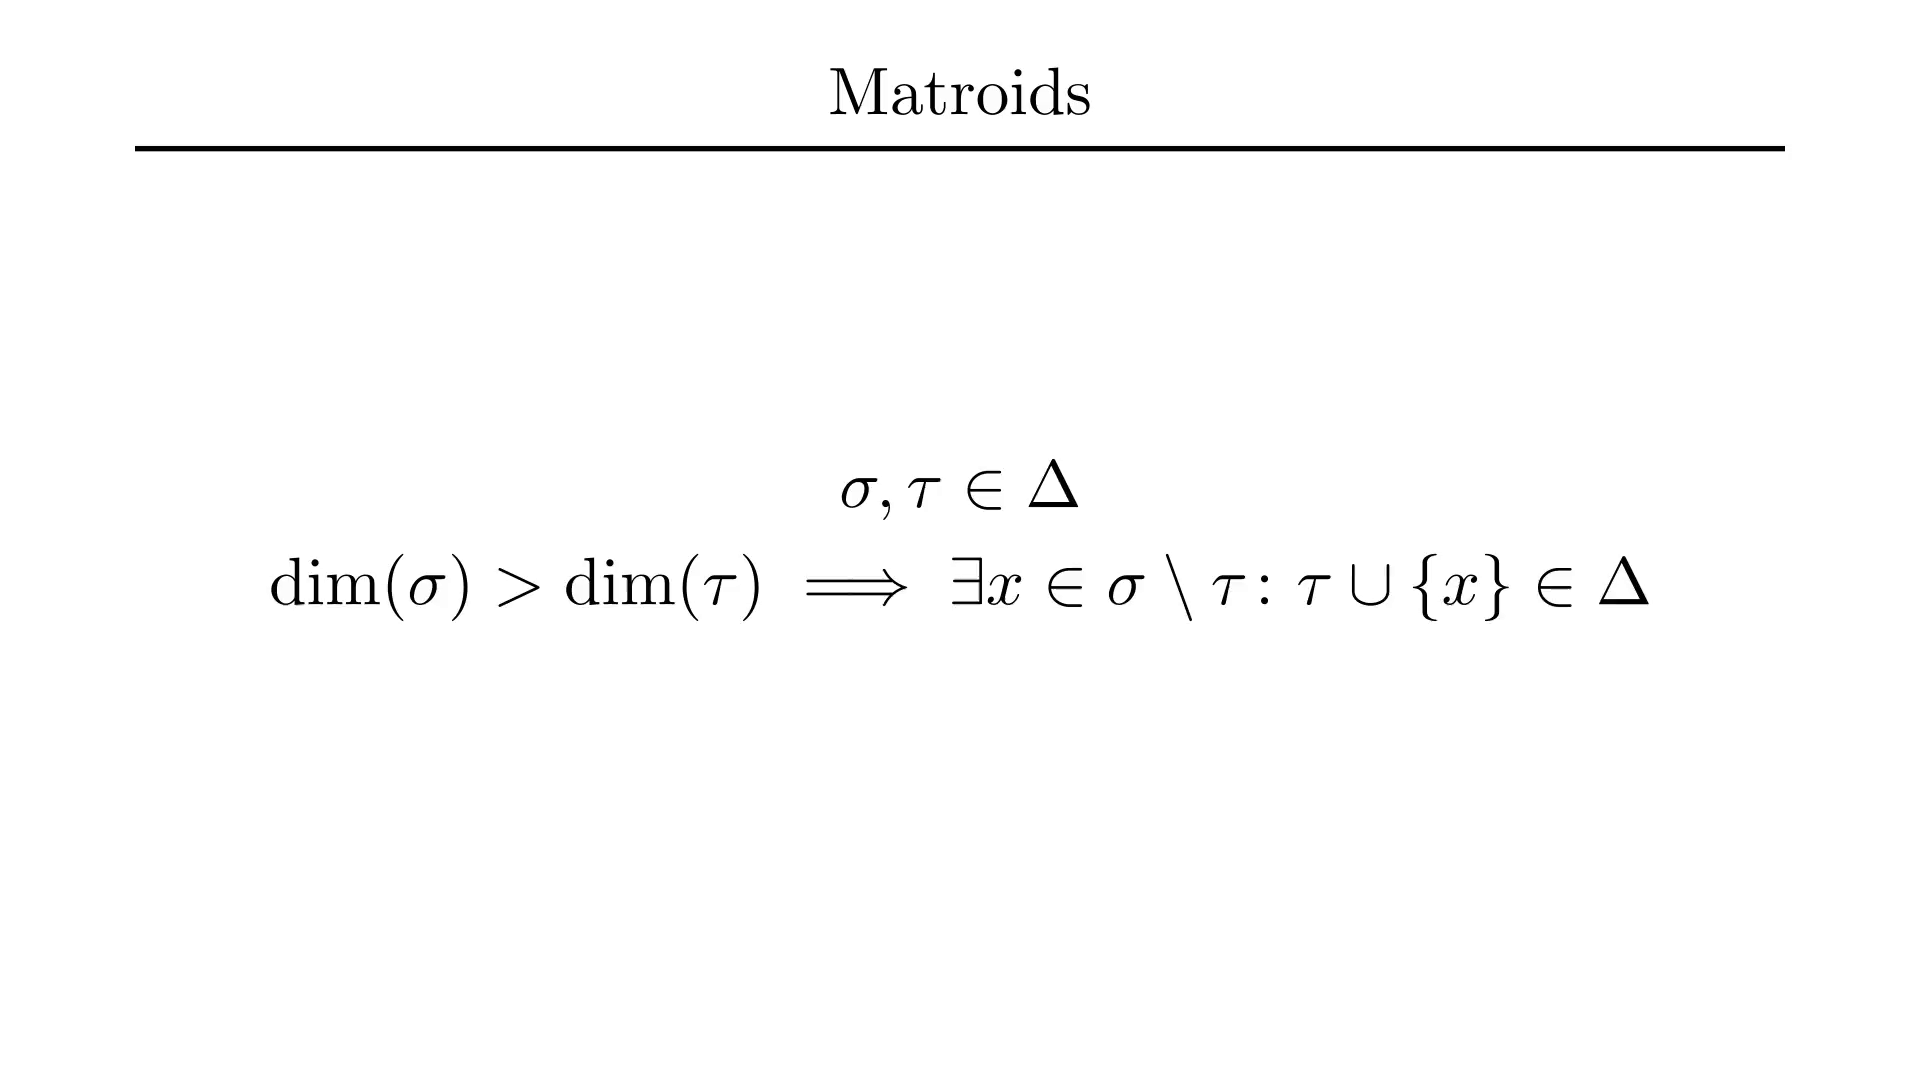 Matroids
σ, τ ∈ Δ
dim(σ) > dim(τ) ⟹ ∃x ∈ σ \ τ : τ ∪ {x} ∈ Δ